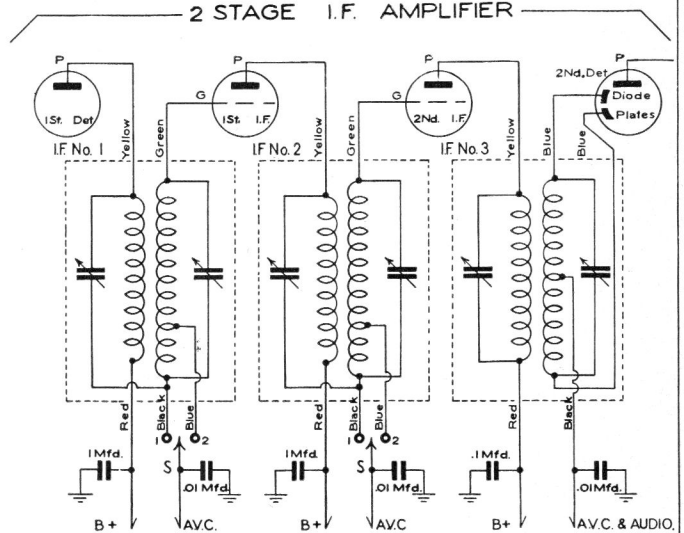 2 STAGE I.F. AMPLIFIER
P
1St. Det
G
P
1St. I.F.
G
P
2Nd. I.F.
2Nd. Det
P
Diode
Plates
I.F. No. 1
Yellow
Green
I.F. No. 2
Yellow
Green
I.F. No. 3
Yellow
Blue
Blue
Red
Black
Blue
Red
Black
Blue
Red
Black
1 2
1 2
1 Mfd.
S
.01 Mfd.
1 Mfd.
S
.01 Mfd.
.1 Mfd.
.01 Mfd.
B+
A.V.C.
B+
A.V.C
B+
A.V.C. & AUDIO.